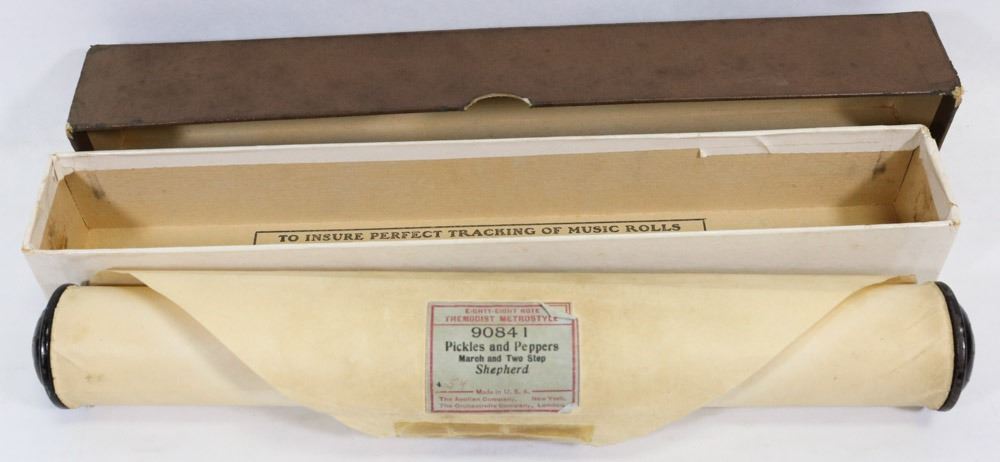 TO INSURE PERFECT TRACKING OF MUSIC ROLLS
EIGHTY-EIGHT NOTE
THEMODIST METROSTYLE
90841
Pickles and Peppers
March and Two Step
Shepherd
4
Made in U. S. A.
The Aeolian Company, New York.
The Orchestrelle Company, London.